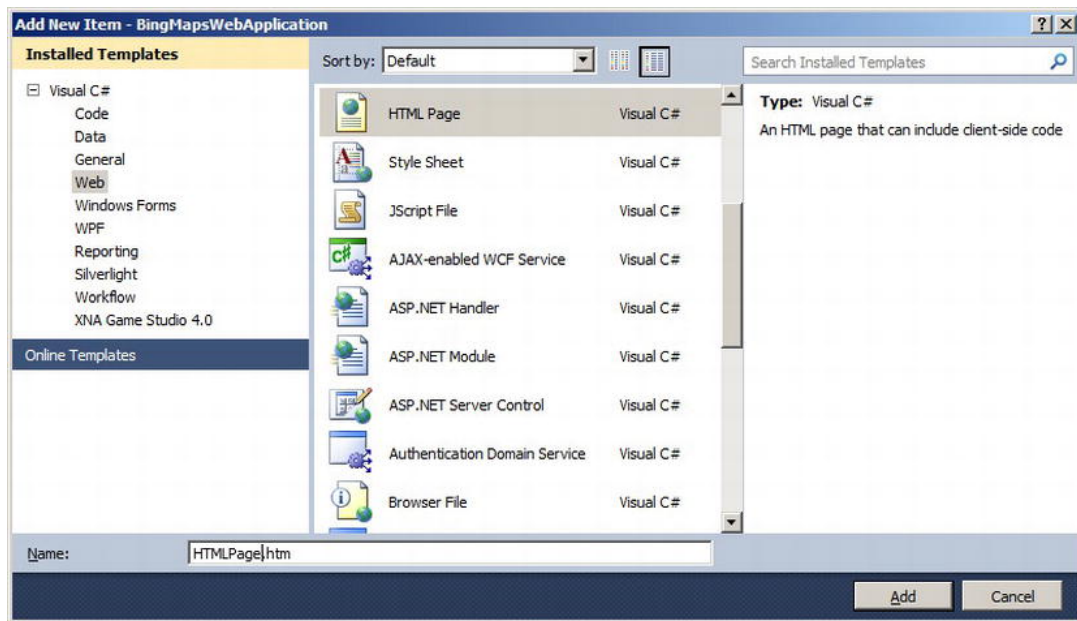 Add New Item - BingMapsWebApplication
Installed Templates
Sort by: Default
Search Installed Templates
Visual C#
Code
Data
General
Web
Windows Forms
WPF
Reporting
Silverlight
Workflow
XNA Game Studio 4.0
Online Templates
HTML Page Visual C#
Style Sheet Visual C#
JScript File Visual C#
AJAX-enabled WCF Service Visual C#
ASP.NET Handler Visual C#
ASP.NET Module Visual C#
ASP.NET Server Control Visual C#
Authentication Domain Service Visual C#
Browser File Visual C#
Type: Visual C#
An HTML page that can include client-side code
Name: HTMLPage.htm
Add Cancel